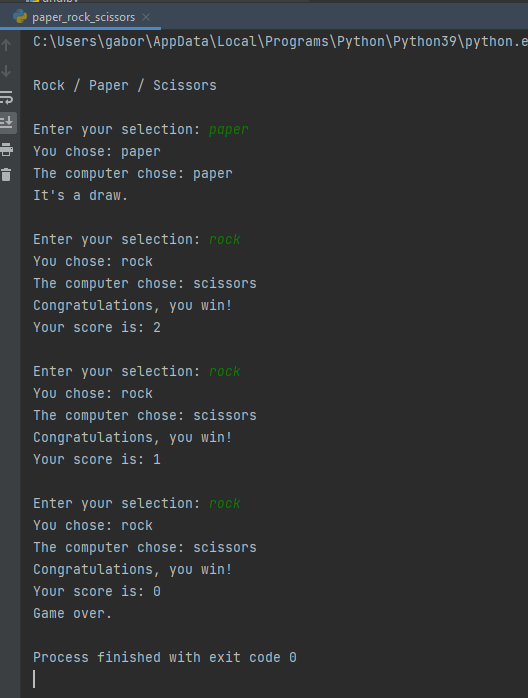 paper_rock_scissors
C:\Users\gabor\AppData\Local\Programs\Python\Python39\python.e
Rock / Paper / Scissors
Enter your selection: paper
You chose: paper
The computer chose: paper
It's a draw.
Enter your selection: rock
You chose: rock
The computer chose: scissors
Congratulations, you win!
Your score is: 2
Enter your selection: rock
You chose: rock
The computer chose: scissors
Congratulations, you win!
Your score is: 1
Enter your selection: rock
You chose: rock
The computer chose: scissors
Congratulations, you win!
Your score is: 0
Game over.
Process finished with exit code 0